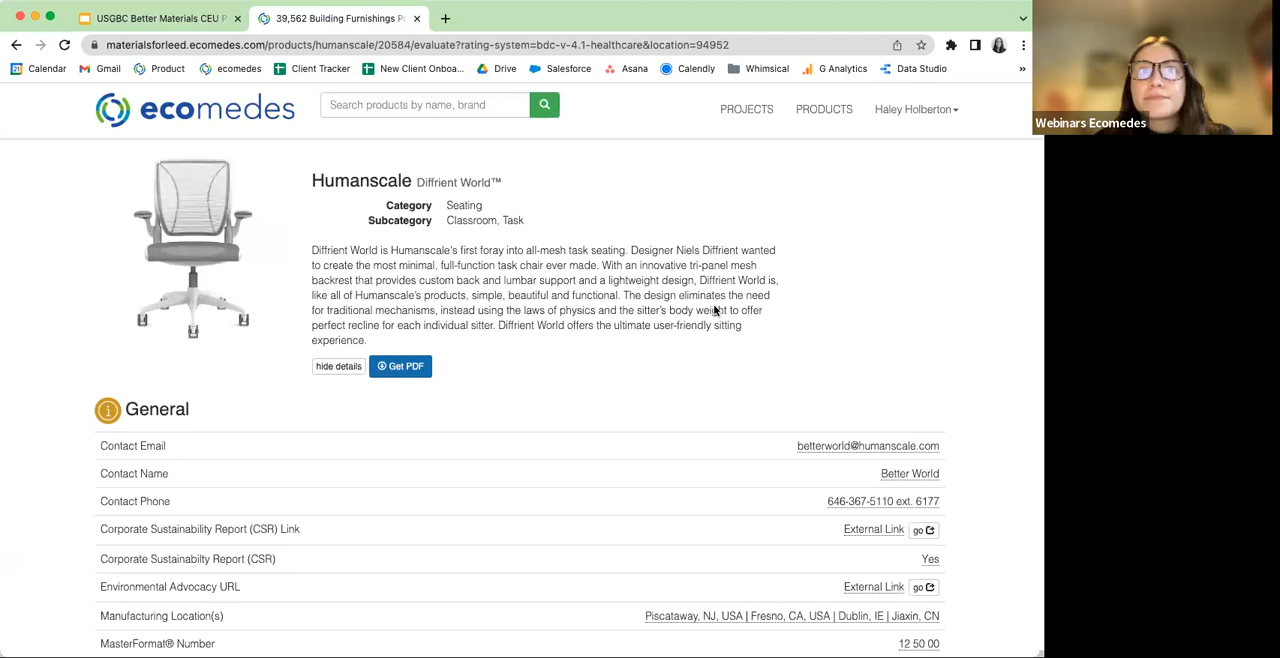 USGBC Better Materials CEU P
39,562 Building Furnishings Pr
materialsforleed.ecomedes.com/products/humanscale/20584/evaluate?rating-system=bdc-v-4.1-healthcare&location=94952
Calendar Gmail Product ecomedes Client Tracker New Client Onboa... Drive Salesforce Asana Calendly Whimsical G Analytics Data Studio »
Webinars Ecomedes
ecomedes Search products by name, brand PROJECTS PRODUCTS Haley Holberton
Humanscale Diffrient World™
Category Seating
Subcategory Classroom, Task
Diffrient World is Humanscale's first foray into all-mesh task seating. Designer Niels Diffrient wanted
to create the most minimal, full-function task chair ever made. With an innovative tri-panel mesh
backrest that provides custom back and lumbar support and a lightweight design, Diffrient World is,
like all of Humanscale's products, simple, beautiful and functional. The design eliminates the need
for traditional mechanisms, instead using the laws of physics and the sitter's body weight to offer
perfect recline for each individual sitter. Diffrient World offers the ultimate user-friendly sitting
experience.
hide details Get PDF
General
Contact Email betterworld@humanscale.com
Contact Name Better World
Contact Phone 646-367-5110 ext. 6177
Corporate Sustainability Report (CSR) Link External Link go
Corporate Sustainabilty Report (CSR) Yes
Environmental Advocacy URL External Link go
Manufacturing Location(s) Piscataway, NJ, USA | Fresno, CA, USA | Dublin, IE | Jiaxin, CN
MasterFormat® Number 12 50 00